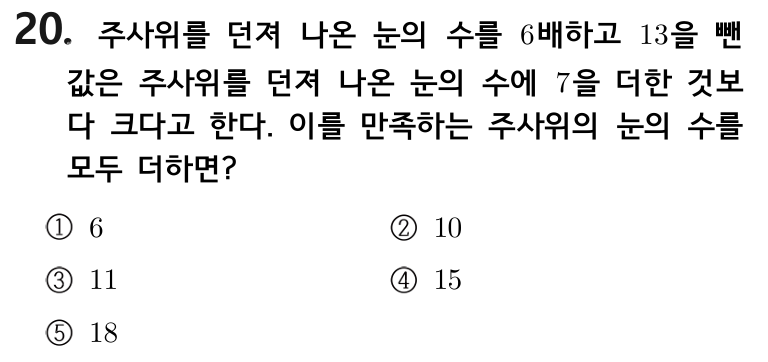 20. 주사위를 던져 나온 눈의 수를 6배하고 13을 뺀
값은 주사위를 던져 나온 눈의 수에 7을 더한 것보
다 크다고 한다. 이를 만족하는 주사위의 눈의 수를
모두 더하면?
① 6 ② 10
③ 11 ④ 15
⑤ 18